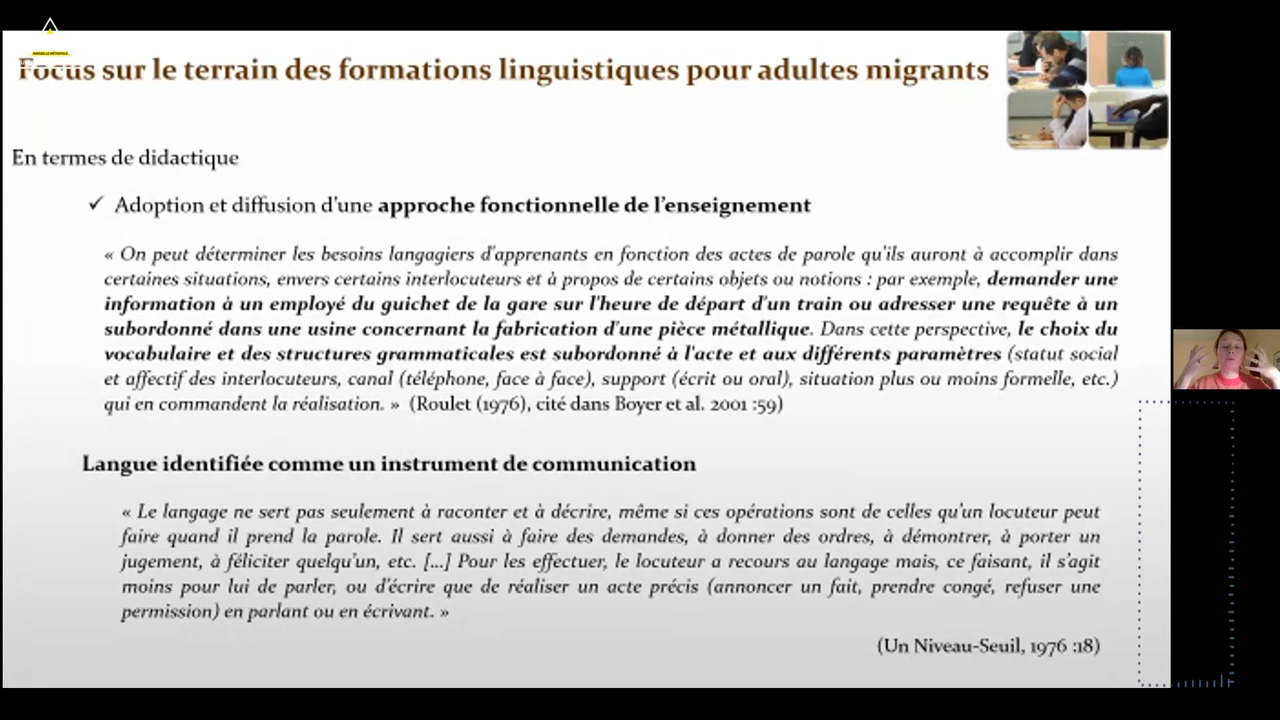 MARSEILLE MÉTROPOLE
Focus sur le terrain des formations linguistiques pour adultes migrants
En termes de didactique
✓ Adoption et diffusion d'une approche fonctionnelle de l'enseignement
« On peut déterminer les besoins langagiers d'apprenants en fonction des actes de parole qu'ils auront à accomplir dans
certaines situations, envers certains interlocuteurs et à propos de certains objets ou notions : par exemple, demander une
information à un employé du guichet de la gare sur l'heure de départ d'un train ou adresser une requête à un
subordonné dans une usine concernant la fabrication d'une pièce métallique. Dans cette perspective, le choix du
vocabulaire et des structures grammaticales est subordonné à l'acte et aux différents paramètres (statut social
et affectif des interlocuteurs, canal (téléphone, face à face), support (écrit ou oral), situation plus ou moins formelle, etc.)
qui en commandent la réalisation. » (Roulet (1976), cité dans Boyer et al. 2001 :59)
Langue identifiée comme un instrument de communication
« Le langage ne sert pas seulement à raconter et à décrire, même si ces opérations sont de celles qu'un locuteur peut
faire quand il prend la parole. Il sert aussi à faire des demandes, à donner des ordres, à démontrer, à porter un
jugement, à féliciter quelqu'un, etc. [...] Pour les effectuer, le locuteur a recours au langage mais, ce faisant, il s'agit
moins pour lui de parler, ou d'écrire que de réaliser un acte précis (annoncer un fait, prendre congé, refuser une
permission) en parlant ou en écrivant. »
(Un Niveau-Seuil, 1976 :18)